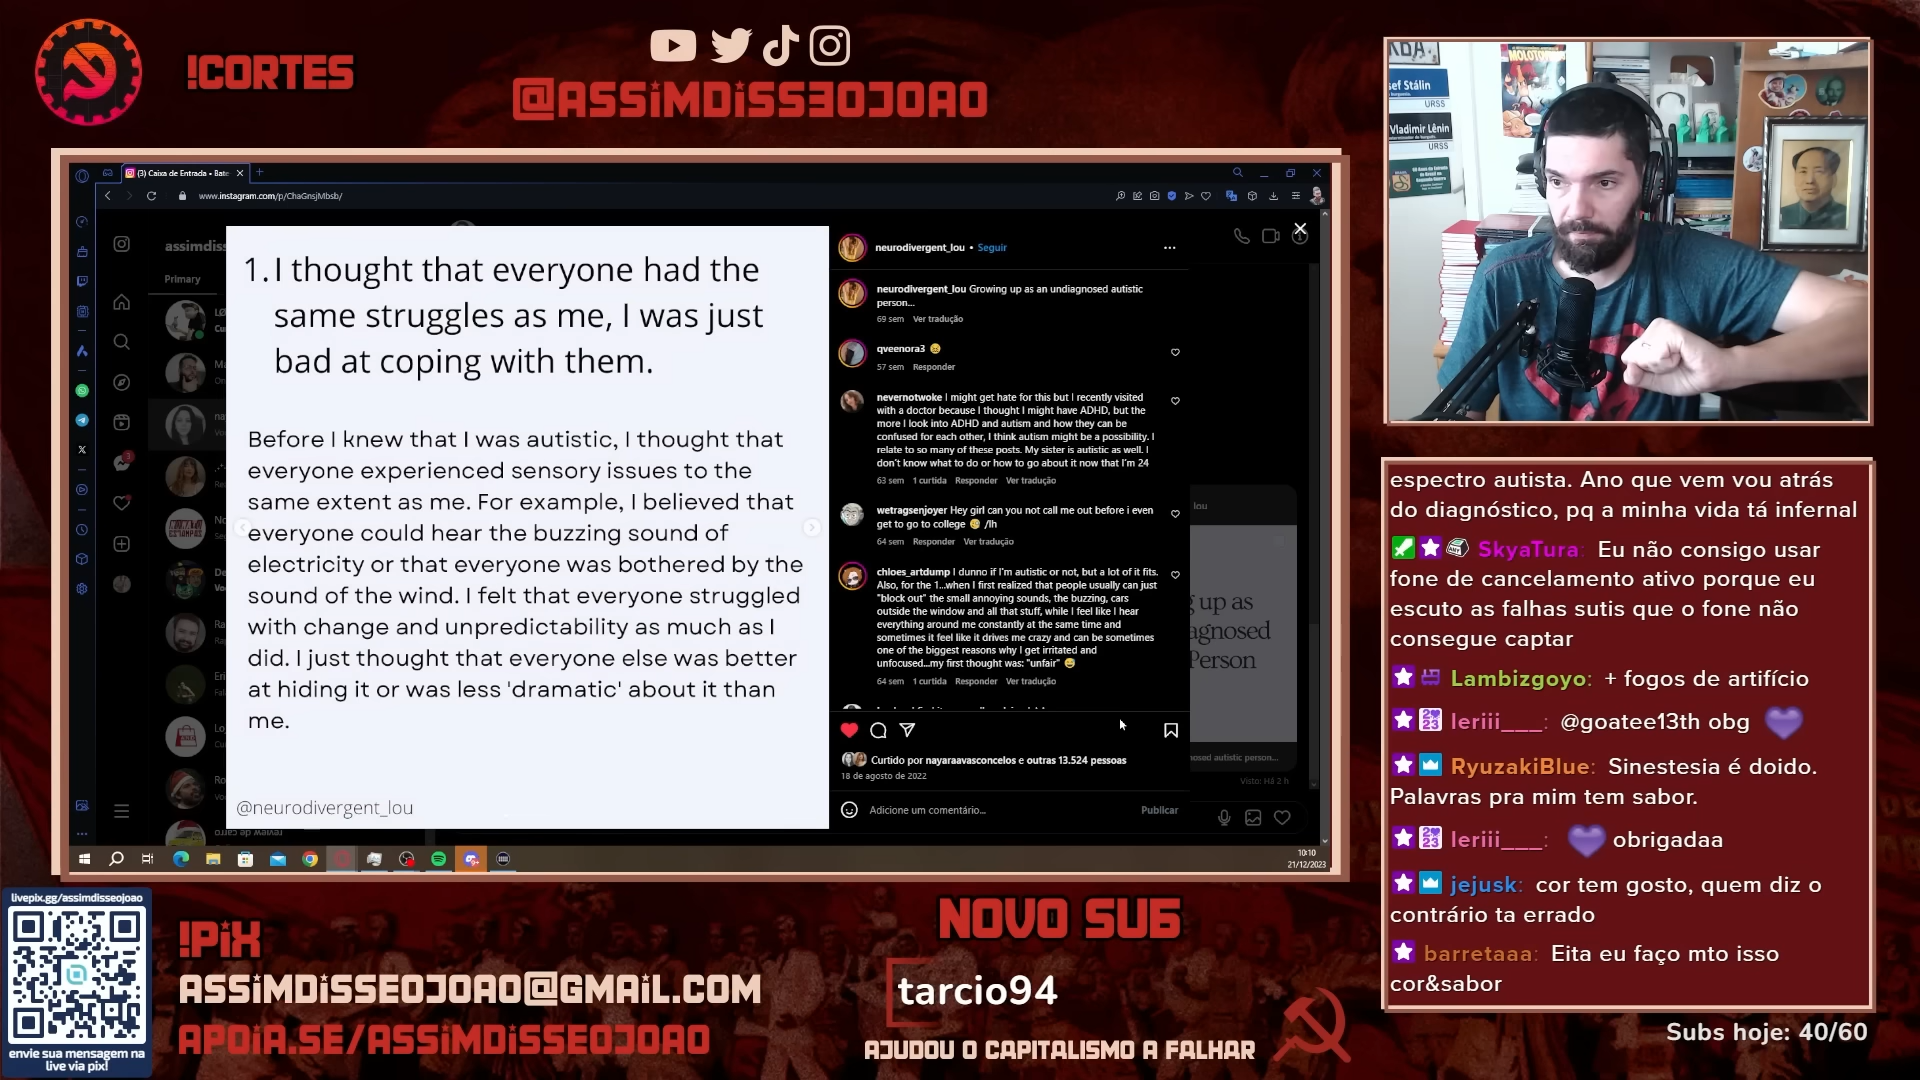 !CORTES
@ASSIMDISSEOJOAO
(3) Caixa de Entrada • Bate
www.instagram.com/p/ChaGnsjMbsb/
assimdiss
Primary
1. I thought that everyone had the
same struggles as me, I was just
bad at coping with them.
Before I knew that I was autistic, I thought that
everyone experienced sensory issues to the
same extent as me. For example, I believed that
everyone could hear the buzzing sound of
electricity or that everyone was bothered by the
sound of the wind. I felt that everyone struggled
with change and unpredictability as much as I
did. I just thought that everyone else was better
at hiding it or was less 'dramatic' about it than
me.
@neurodivergent_lou
neurodivergent_lou • Seguir
neurodivergent_lou Growing up as an undiagnosed autistic
person...
69 sem Ver tradução
qveenora3
57 sem Responder
nevernotwoke I might get hate for this but I recently visited
with a doctor because I thought I might have ADHD, but the
more I look into ADHD and autism and how they can be
confused for each other, I think autism might be a possibility. I
relate to so many of these posts. My sister is autistic as well. I
don't know what to do or how to go about it now that I'm 24
63 sem 1 curtida Responder Ver tradução
wetragsenjoyer Hey girl can you not call me out before i even
get to go to college 🥲 /lh
64 sem Responder Ver tradução
chloes_artdump I dunno if I'm autistic or not, but a lot of it fits.
Also, for the 1...when I first realized that people usually can just
"block out" the small annoying sounds, the buzzing, cars
outside the window and all that stuff, while I feel like I hear
everything around me constantly at the same time and
sometimes it feel like it drives me crazy and can be sometimes
one of the biggest reasons why I get irritated and
unfocused...my first thought was: "unfair" 😅
64 sem 1 curtida Responder Ver tradução
Curtido por nayaraavasconcelos e outras 13.524 pessoas
18 de agosto de 2022
Adicione um comentário...
Publicar
lou
g up as
agnosed
Person
nosed autistic person...
Visto: Há 2 h
10:10
21/12/2023
MOLOTOV
sef Stálin
URSS
Vladimir Lênin
URSS
espectro autista. Ano que vem vou atrás
do diagnóstico, pq a minha vida tá infernal
SkyaTura: Eu não consigo usar
fone de cancelamento ativo porque eu
escuto as falhas sutis que o fone não
consegue captar
Lambizgoyo: + fogos de artifício
leriii___: @goatee13th obg
RyuzakiBlue: Sinestesia é doido.
Palavras pra mim tem sabor.
leriii___: obrigadaa
jejusk: cor tem gosto, quem diz o
contrário ta errado
barretaaa: Eita eu faço mto isso
cor&sabor
Subs hoje: 40/60
livepix.gg/assimdisseojoao
envie sua mensagem na
live via pix!
!PIX
ASSIMDISSEOJOAO@GMAIL.COM
APOIA.SE/ASSIMDISSEOJOAO
NOVO SUB
tarcio94
AJUDOU O CAPITALISMO A FALHAR